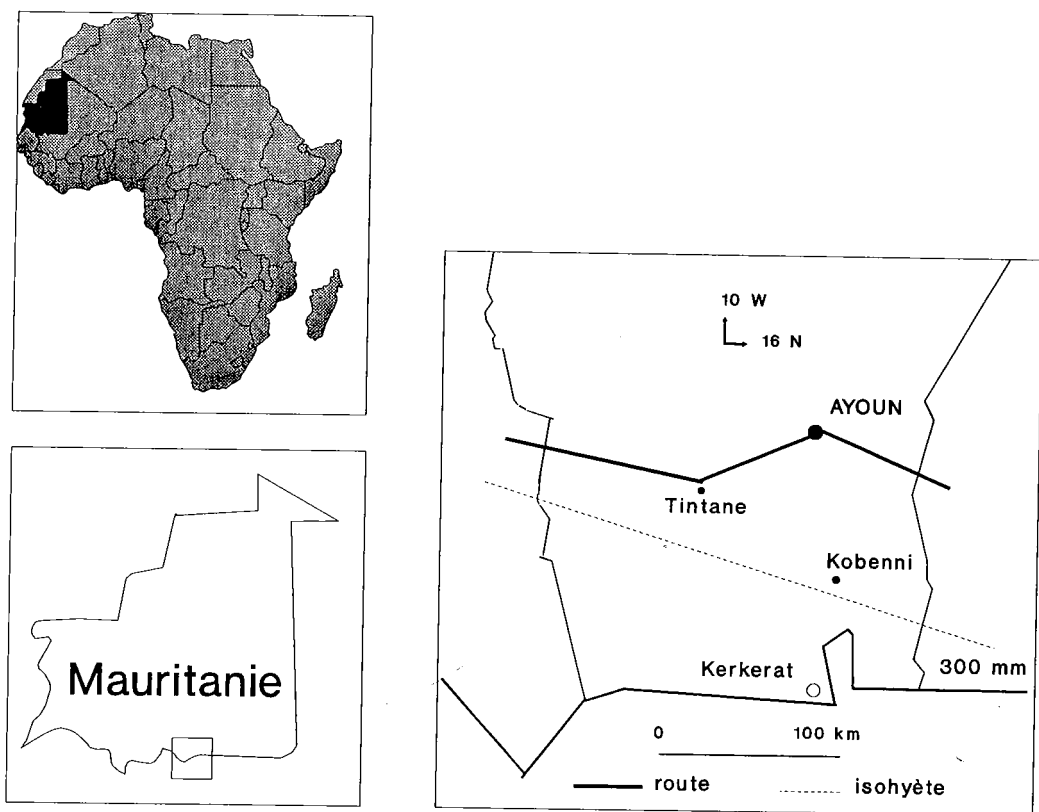 Mauritanie
10 W
16 N
AYOUN
Tintane
Kobenni
Kerkerat
300 mm
0 100 km
route isohyète